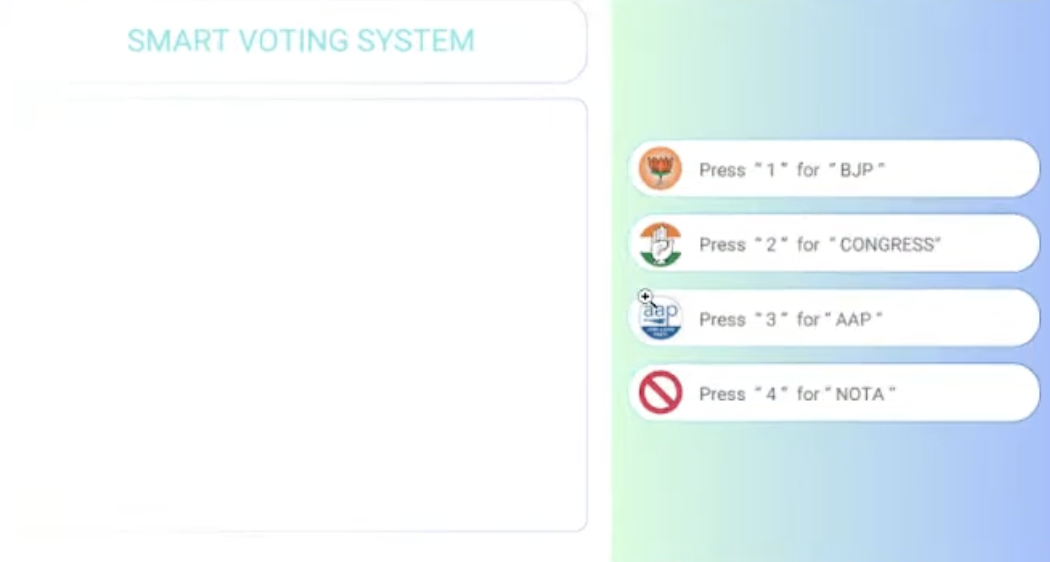 SMART VOTING SYSTEM
Press "1" for "BJP"
Press "2" for "CONGRESS"
aap
Press "3" for "AAP"
Press "4" for "NOTA"